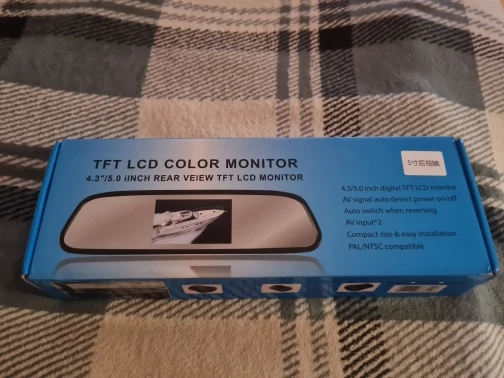 TFT LCD COLOR MONITOR
4.3"/5.0 iINCH REAR VEIEW TFT LCD MONITOR
5寸后视镜
4.3/5.0 inch digital TFT LCD monitor
AV signal auto detect power on/off
Auto switch when reversing
AV input*2
Compact size & easy installation
PAL/NTSC compatible